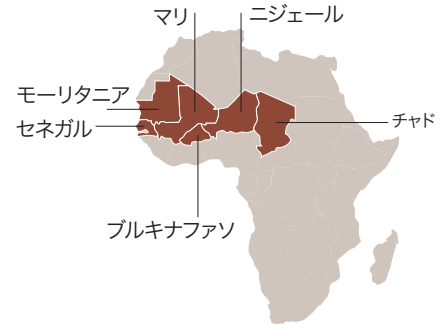 マリ
ニジェール
モーリタニア
セネガル
チャド
ブルキナファソ